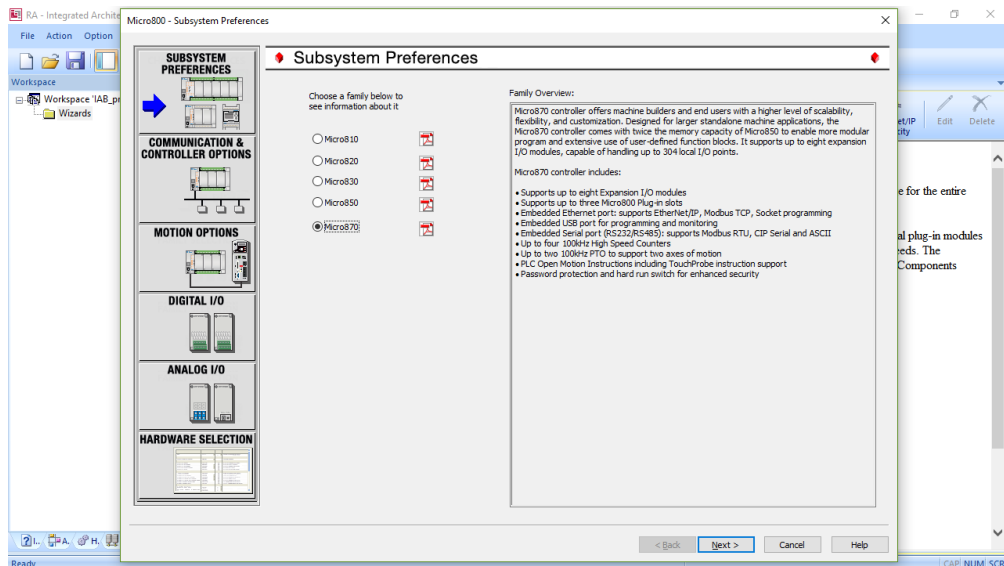 RA - Integrated Archite
File Action Option
Workspace
Workspace 'IAB_pr
Wizards
Micro800 - Subsystem Preferences
SUBSYSTEM
PREFERENCES
COMMUNICATION &
CONTROLLER OPTIONS
MOTION OPTIONS
DIGITAL I/O
ANALOG I/O
HARDWARE SELECTION
Subsystem Preferences
Choose a family below to
see information about it
Micro810
Micro820
Micro830
Micro850
Micro870
Family Overview:
Micro870 controller offers machine builders and end users with a higher level of scalability,
flexibility, and customization. Designed for larger standalone machine applications, the
Micro870 controller comes with twice the memory capacity of Micro850 to enable more modular
program and extensive use of user-defined function blocks. It supports up to eight expansion
I/O modules, capable of handling up to 304 local I/O points.
Micro870 controller includes:
• Supports up to eight Expansion I/O modules
• Supports up to three Micro800 Plug-in slots
• Embedded Ethernet port: supports EtherNet/IP, Modbus TCP, Socket programming
• Embedded USB port for programming and monitoring
• Embedded Serial port (RS232/RS485): supports Modbus RTU, CIP Serial and ASCII
• Up to four 100kHz High Speed Counters
• Up to two 100kHz PTO to support two axes of motion
• PLC Open Motion Instructions including TouchProbe instruction support
• Password protection and hard run switch for enhanced security
< Back Next > Cancel Help
et/IP
city
Edit Delete
e for the entire
al plug-in modules
eeds. The
Components
I.. A. H.
Ready
CAP NUM SCR